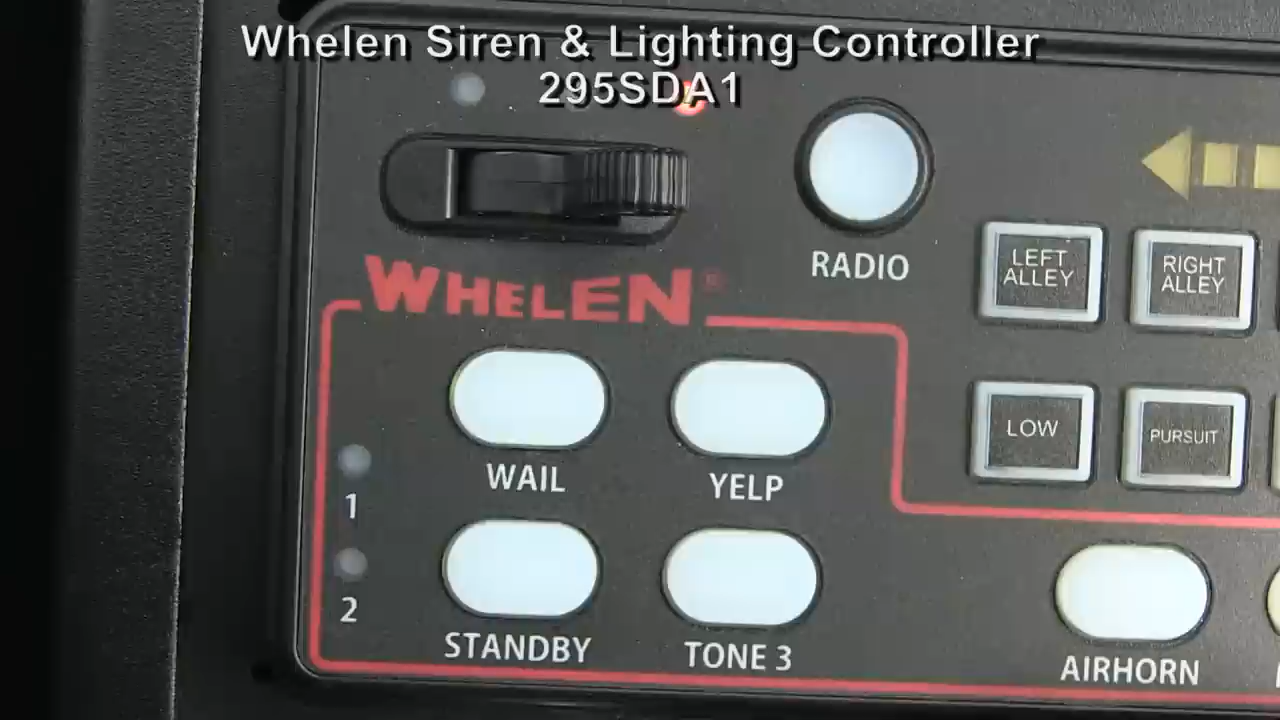 Whelen Siren & Lighting Controller
295SDA1
RADIO
LEFT
ALLEY
RIGHT
ALLEY
WHELEN®
LOW
PURSUIT
WAIL
YELP
1
2
STANDBY
TONE 3
AIRHORN